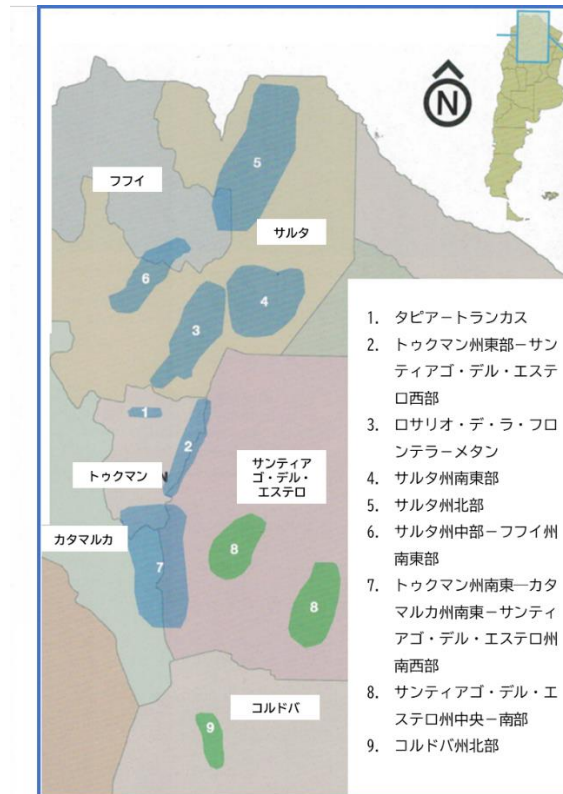 N
5
フフイ
サルタ
6
4
3
1
2
トゥクマン
N
サンティア
ゴ・デル・
エステロ
カタマルカ
8
7
8
コルドバ
9
1. タピアートランカス
2. トゥクマン州東部－サン
ティアゴ・デル・エステ
ロ西部
3. ロサリオ・デ・ラ・フロ
ンテラーメタン
4. サルタ州南東部
5. サルタ州北部
6. サルタ州中部－フフイ州
南東部
7. トゥクマン州南東―カタ
マルカ州南東－サンティ
アゴ・デル・エステロ州
南西部
8. サンティアゴ・デル・エ
ステロ州中央－南部
9. コルドバ州北部